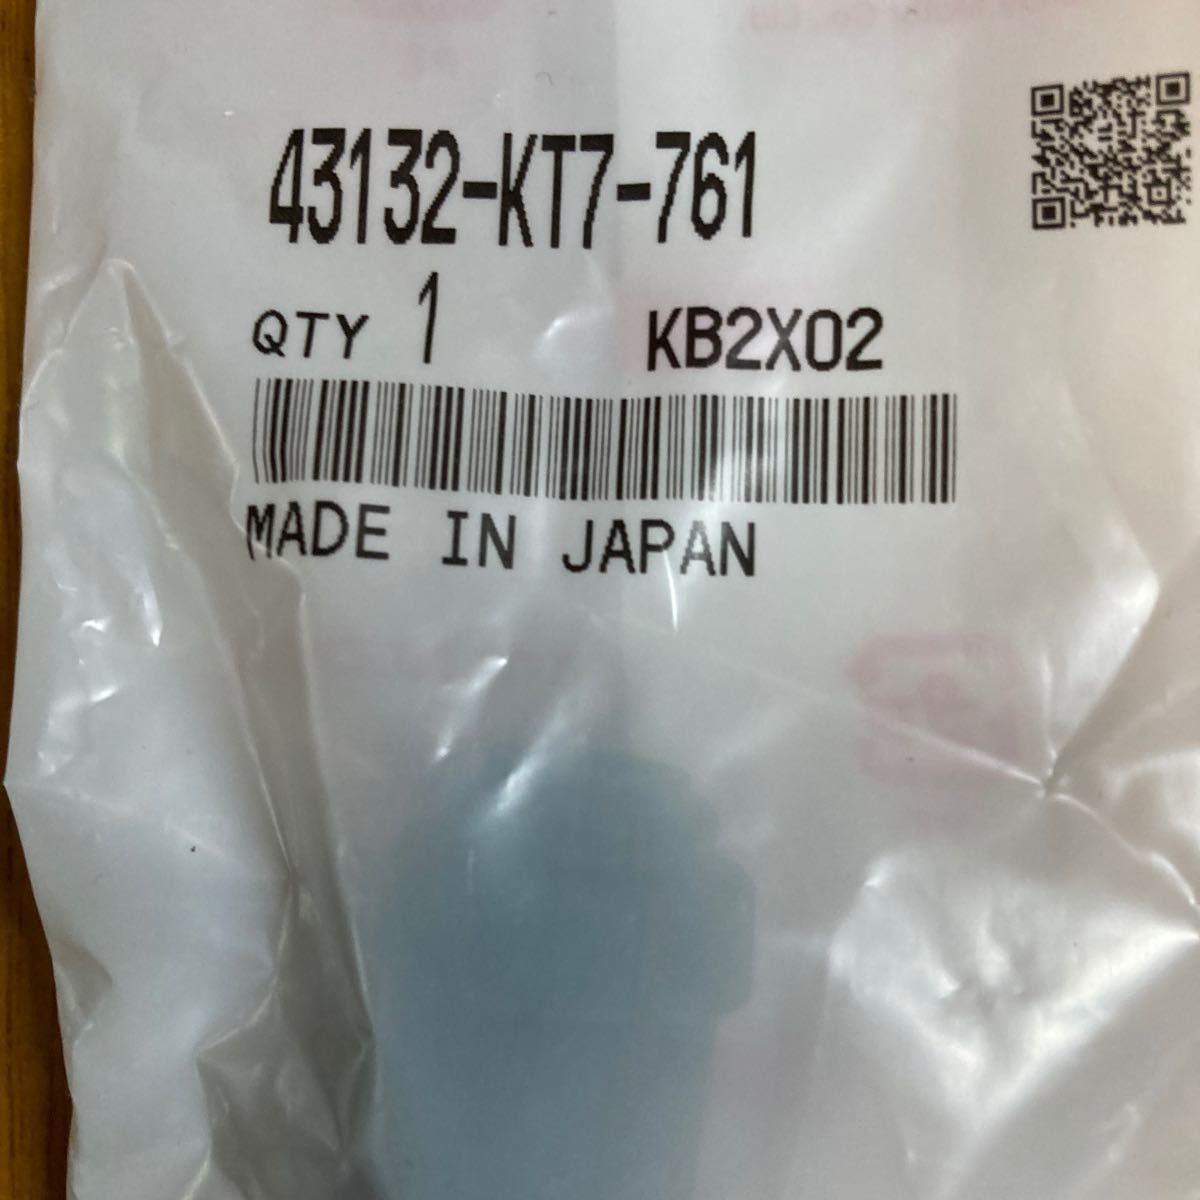 43132-KT7-761
QTY 1 KB2X02
MADE IN JAPAN